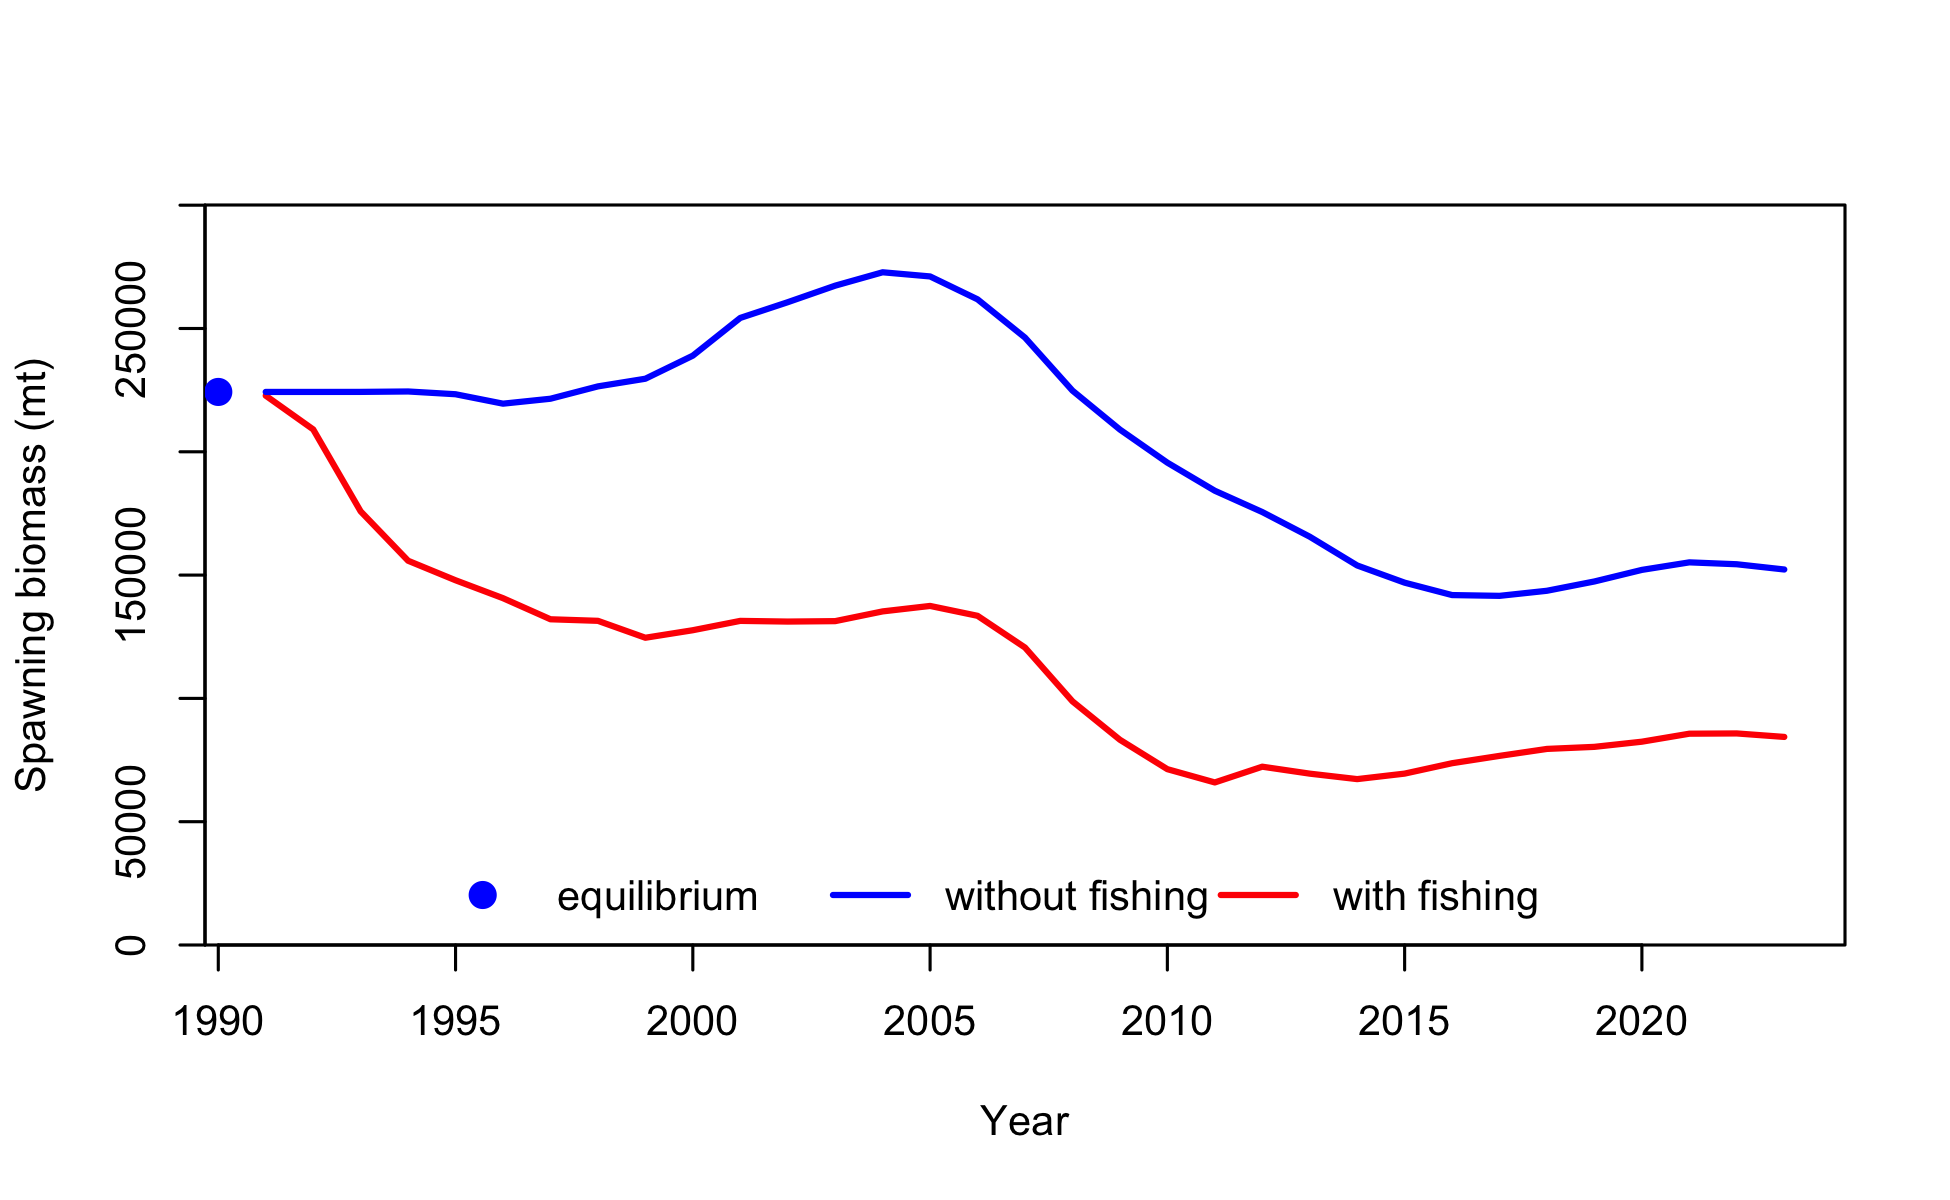 Spawning biomass (mt)
250000
150000
50000
0
equilibrium without fishing with fishing
1990 1995 2000 2005 2010 2015 2020
Year